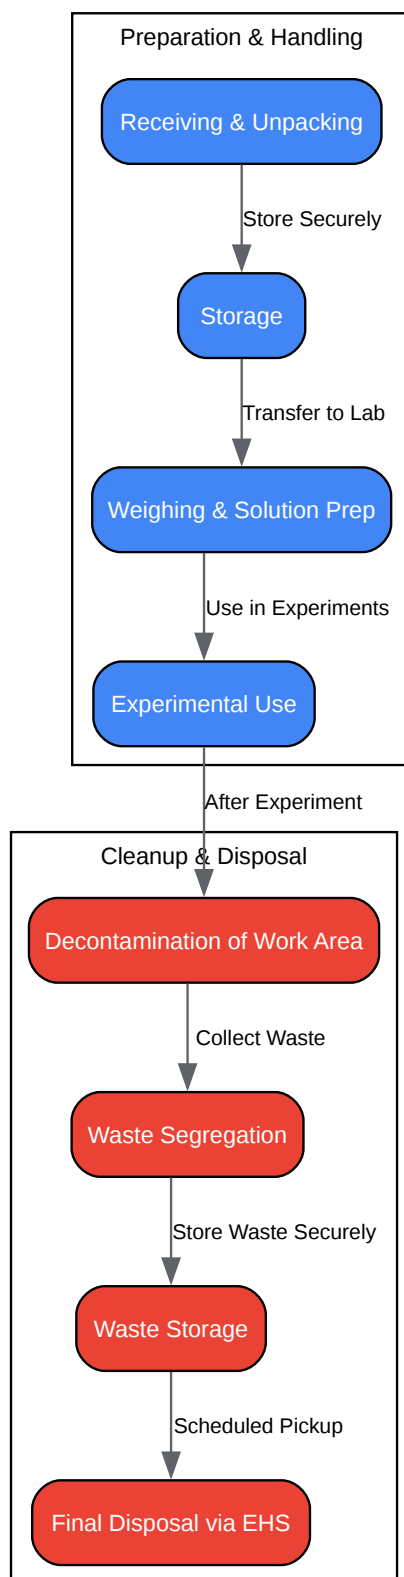 Preparation & Handling
Receiving & Unpacking
Store Securely
Storage
Transfer to Lab
Weighing & Solution Prep
Use in Experiments
Experimental Use
After Experiment
Cleanup & Disposal
Decontamination of Work Area
Collect Waste
Waste Segregation
Store Waste Securely
Waste Storage
Scheduled Pickup
Final Disposal via EHS